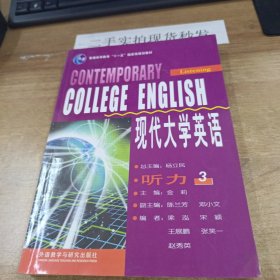 二手实拍现货秒发
普通高等教育“十一五”国家级规划教材
CONTEMPORARY
Listening
COLLEGE ENGLISH
现代大学英语
总主编：杨立民
听力 3
主编：金莉
副主编：陈兰芳 邓小文
编者：梁泓 宋颖
王展鹏 张笑一
赵秀英
外语教学与研究出版社